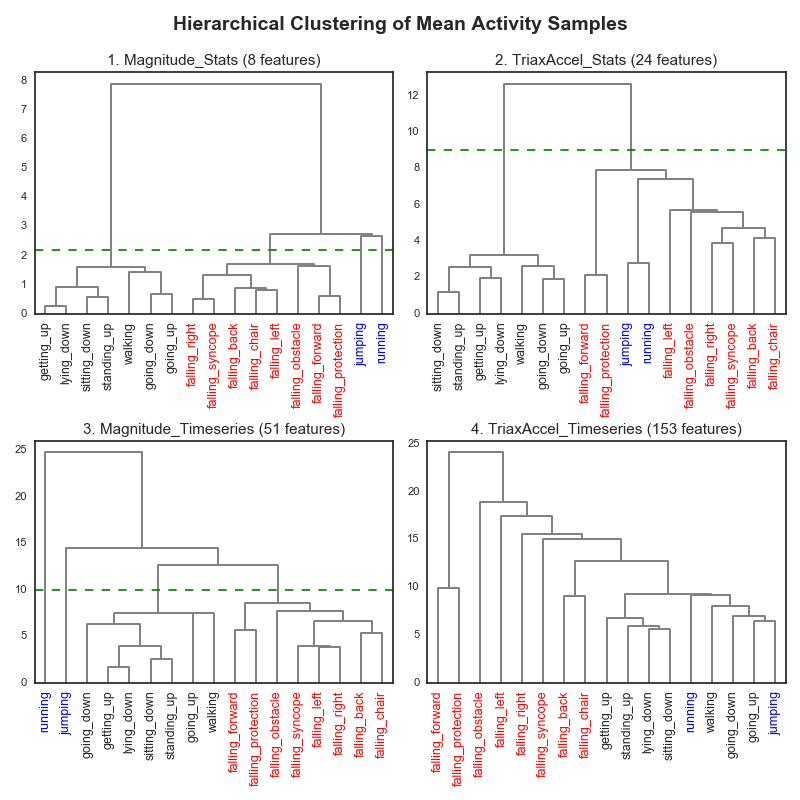 Hierarchical Clustering of Mean Activity Samples
1. Magnitude_Stats (8 features)
8
7
6
5
4
3
2
1
0
getting_up
lying_down
sitting_down
standing_up
walking
going_down
going_up
falling_right
falling_syncope
falling_back
falling_chair
falling_left
falling_obstacle
falling_forward
falling_protection
jumping
running
2. TriaxAccel_Stats (24 features)
12
10
8
6
4
2
0
sitting_down
standing_up
getting_up
lying_down
walking
going_down
going_up
falling_forward
falling_protection
jumping
running
falling_left
falling_obstacle
falling_right
falling_syncope
falling_back
falling_chair
3. Magnitude_Timeseries (51 features)
25
20
15
10
5
0
running
jumping
going_down
getting_up
lying_down
sitting_down
standing_up
going_up
walking
falling_forward
falling_protection
falling_obstacle
falling_syncope
falling_left
falling_right
falling_back
falling_chair
4. TriaxAccel_Timeseries (153 features)
25
20
15
10
5
0
falling_forward
falling_protection
falling_obstacle
falling_left
falling_right
falling_syncope
falling_back
falling_chair
getting_up
standing_up
lying_down
sitting_down
running
walking
going_down
going_up
jumping